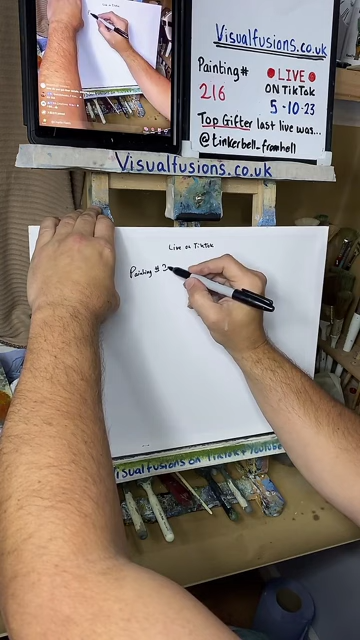 Visualfusions.co.uk
Painting#
216
• LIVE •
ON TikTok
5-10-23
Top Gifter last live was...
@tinkerbell_fromhell
Visualfusions.co.uk
Live on TikTok
Painting # 2
Visualfusions on TikTok + YouTube